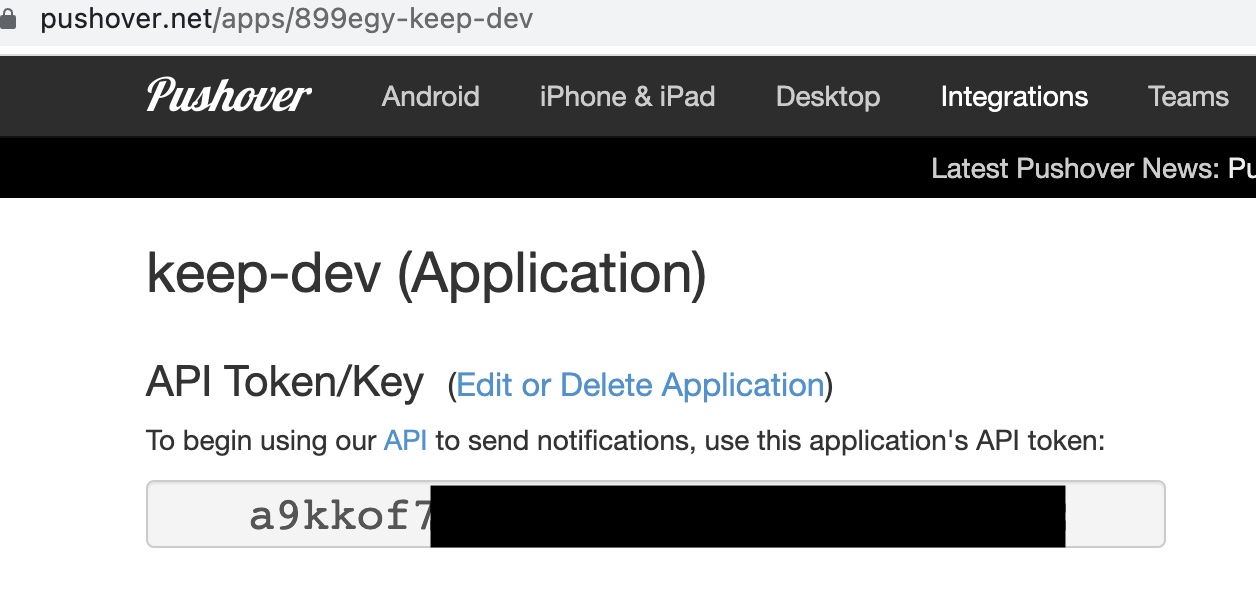 pushover.net/apps/899egy-keep-dev
Pushover Android iPhone & iPad Desktop Integrations Teams
Latest Pushover News: Pu
keep-dev (Application)
API Token/Key (Edit or Delete Application)
To begin using our API to send notifications, use this application's API token:
a9kkof7